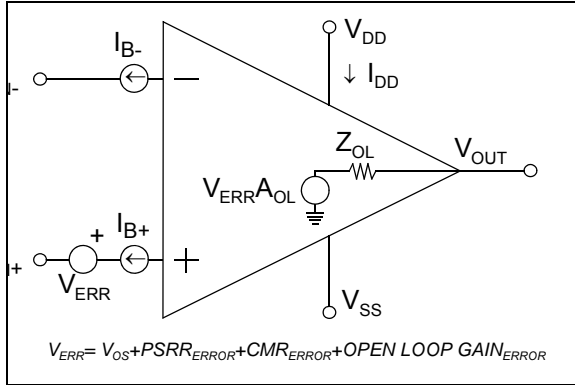 I_B-
V_DD
↓ I_DD
−
Z_OL
V_OUT
V_ERR A_OL
+
I_B+
+
V_ERR
V_SS
V_ERR= V_OS+PSRR_ERROR+CMR_ERROR+OPEN LOOP GAIN_ERROR